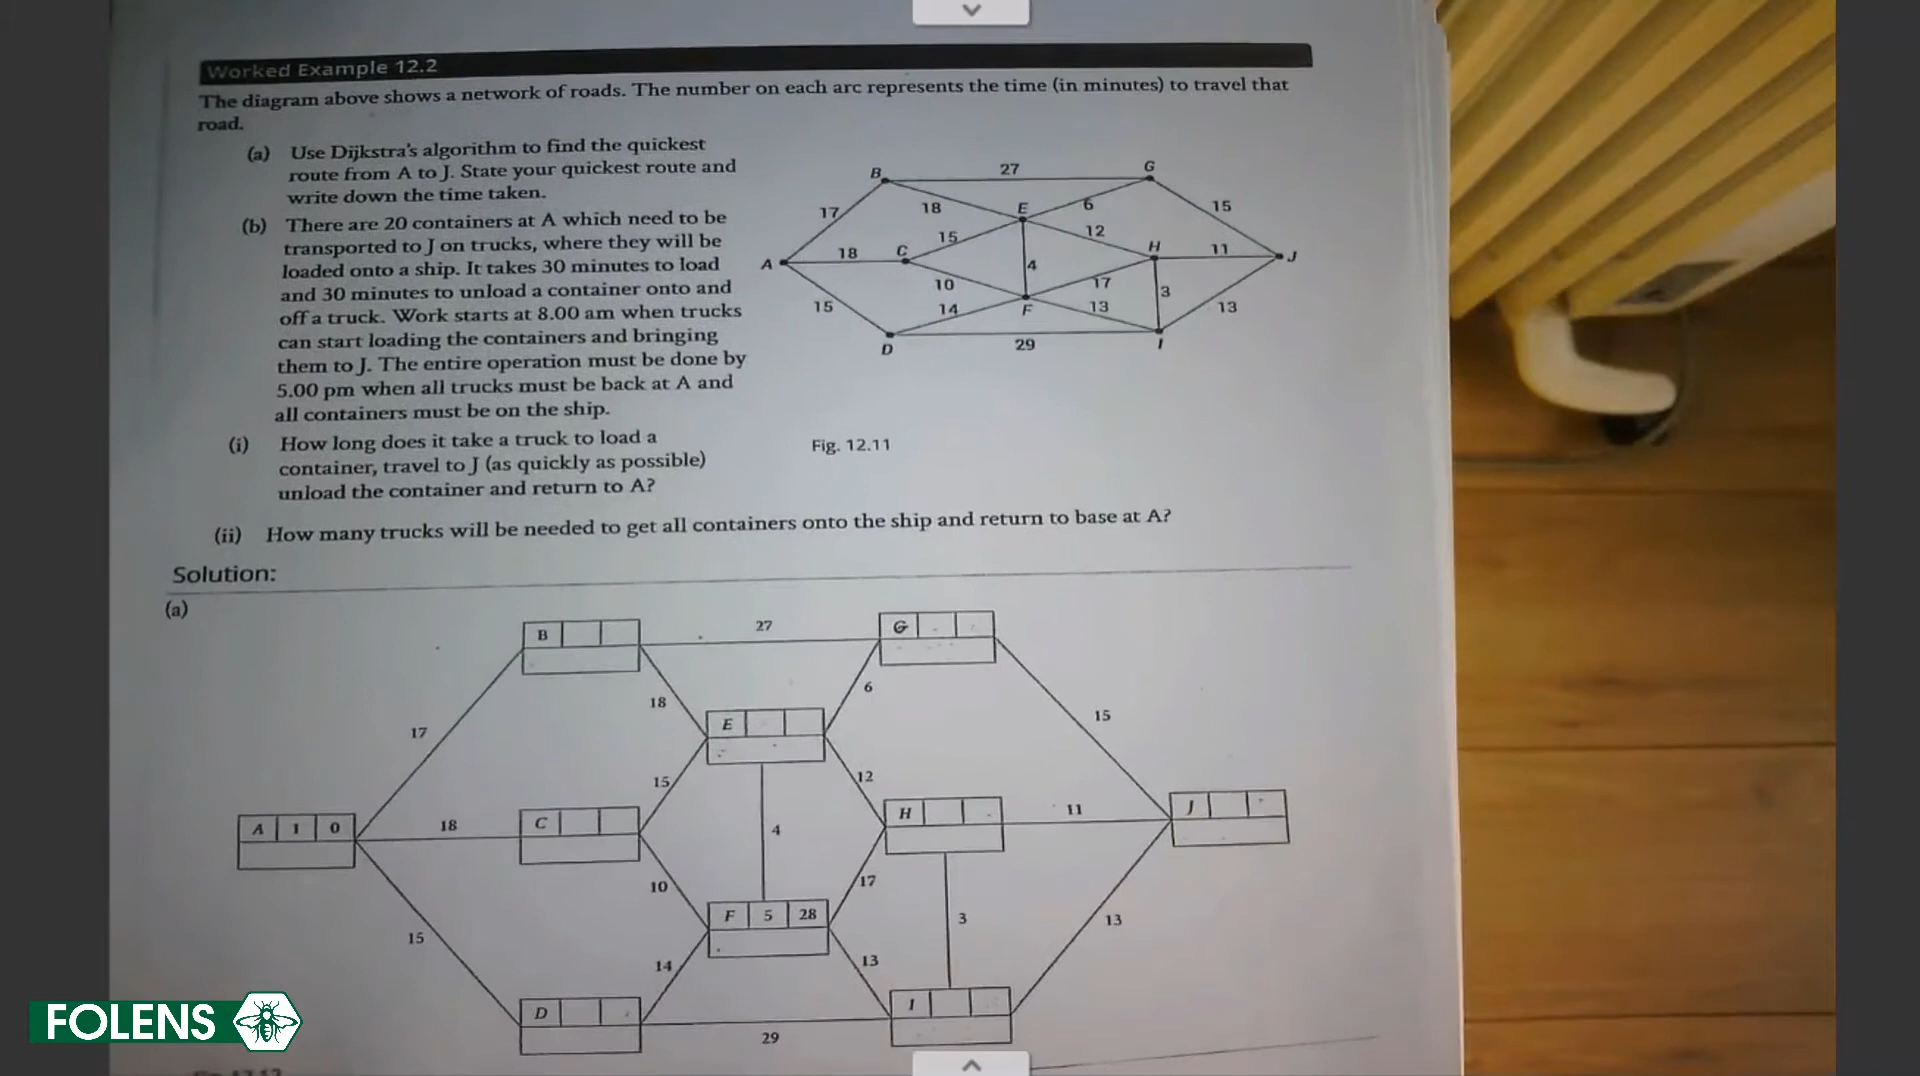 Worked Example 12.2
The diagram above shows a network of roads. The number on each arc represents the time (in minutes) to travel that
road.
(a) Use Dijkstra's algorithm to find the quickest
route from A to J. State your quickest route and
write down the time taken.
(b) There are 20 containers at A which need to be
transported to J on trucks, where they will be
loaded onto a ship. It takes 30 minutes to load
and 30 minutes to unload a container onto and
off a truck. Work starts at 8.00 am when trucks
can start loading the containers and bringing
them to J. The entire operation must be done by
5.00 pm when all trucks must be back at A and
all containers must be on the ship.
(i) How long does it take a truck to load a
container, travel to J (as quickly as possible)
unload the container and return to A?
B 27 G
17 18 E 6 15
15 12
A 18 C H 11 J
4
10 17 3
15 14 F 13 13
D 29 I
Fig. 12.11
(ii) How many trucks will be needed to get all containers onto the ship and return to base at A?
Solution:
(a)
B 27 G
6
18
17 E 15
15 12
A 1 0 18 C 4 H 11 J
10 17
F 5 28 3 13
15
14 13
D 29 I
FOLENS